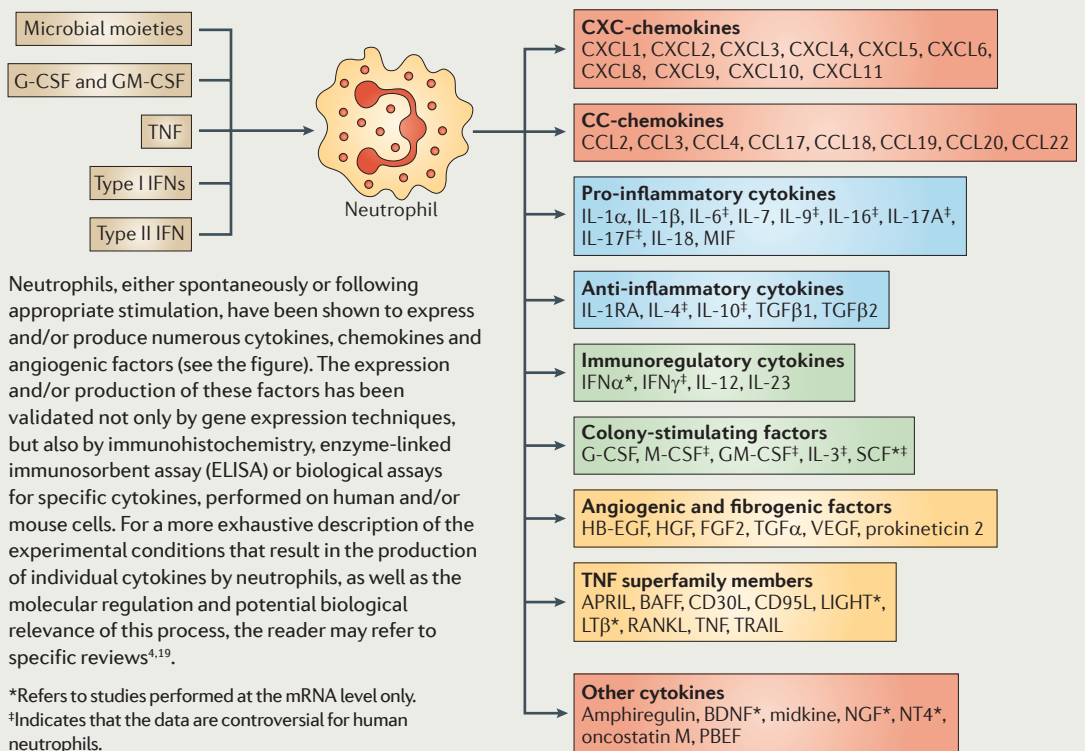 Microbial moieties
G-CSF and GM-CSF
TNF
Type I IFNs
Type II IFN
Neutrophil
Neutrophils, either spontaneously or following
appropriate stimulation, have been shown to express
and/or produce numerous cytokines, chemokines and
angiogenic factors (see the figure). The expression
and/or production of these factors has been
validated not only by gene expression techniques,
but also by immunohistochemistry, enzyme-linked
immunosorbent assay (ELISA) or biological assays
for specific cytokines, performed on human and/or
mouse cells. For a more exhaustive description of the
experimental conditions that result in the production
of individual cytokines by neutrophils, as well as the
molecular regulation and potential biological
relevance of this process, the reader may refer to
specific reviews⁴,¹⁹.
*Refers to studies performed at the mRNA level only.
‡Indicates that the data are controversial for human
neutrophils.
CXC-chemokines
CXCL1, CXCL2, CXCL3, CXCL4, CXCL5, CXCL6,
CXCL8, CXCL9, CXCL10, CXCL11
CC-chemokines
CCL2, CCL3, CCL4, CCL17, CCL18, CCL19, CCL20, CCL22
Pro-inflammatory cytokines
IL-1α, IL-1β, IL-6‡, IL-7, IL-9‡, IL-16‡, IL-17A‡,
IL-17F‡, IL-18, MIF
Anti-inflammatory cytokines
IL-1RA, IL-4‡, IL-10‡, TGFβ1, TGFβ2
Immunoregulatory cytokines
IFNα*, IFNγ‡, IL-12, IL-23
Colony-stimulating factors
G-CSF, M-CSF‡, GM-CSF‡, IL-3‡, SCF*‡
Angiogenic and fibrogenic factors
HB-EGF, HGF, FGF2, TGFα, VEGF, prokineticin 2
TNF superfamily members
APRIL, BAFF, CD30L, CD95L, LIGHT*,
LTβ*, RANKL, TNF, TRAIL
Other cytokines
Amphiregulin, BDNF*, midkine, NGF*, NT4*,
oncostatin M, PBEF